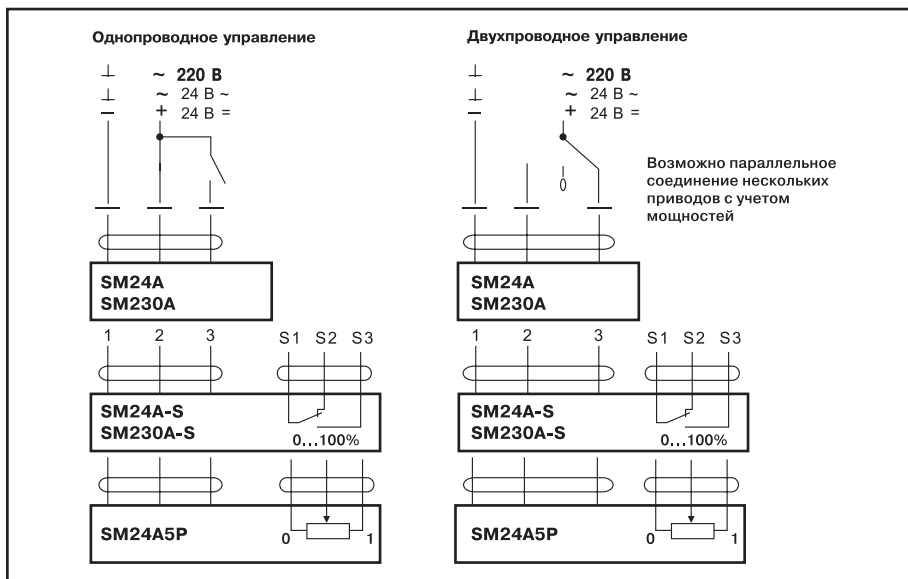 Однопроводное управление
~ 220 В
~ 24 В ~
+ 24 В =
SM24A
SM230A
1 2 3 S1 S2 S3
SM24A-S
SM230A-S
0...100%
SM24A5P
0 1
Двухпроводное управление
~ 220 В
~ 24 В ~
+ 24 В =
Возможно параллельное
соединение нескольких
приводов с учетом
мощностей
SM24A
SM230A
1 2 3 S1 S2 S3
SM24A-S
SM230A-S
0...100%
SM24A5P
0 1